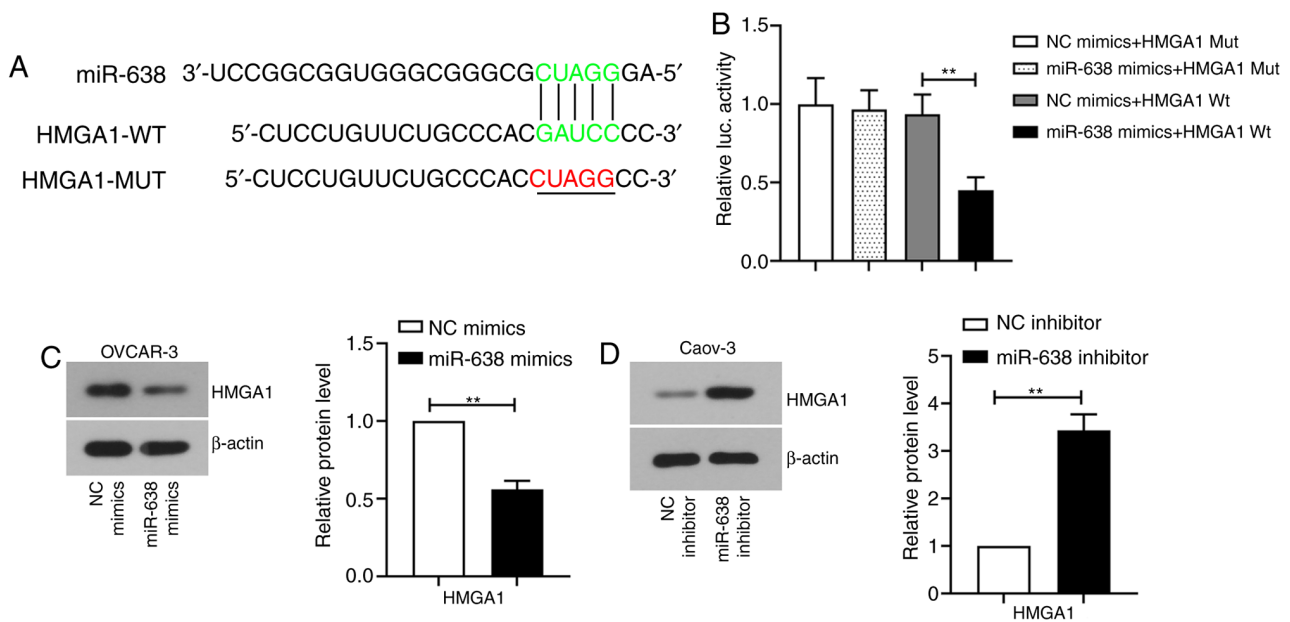 A
miR-638 3′-UCCGGCGGUGGGCGGGCGCUAGGGA-5′
HMGA1-WT 5′-CUCCUGUUCUGCCCACGAUCCCC-3′
HMGA1-MUT 5′-CUCCUGUUCUGCCCACCUAGGCC-3′
B
Relative luc. activity
1.5
1.0
0.5
0.0
**
NC mimics+HMGA1 Mut
miR-638 mimics+HMGA1 Mut
NC mimics+HMGA1 Wt
miR-638 mimics+HMGA1 Wt
C
OVCAR-3
HMGA1
β-actin
NC
mimics
miR-638
mimics
NC mimics
miR-638 mimics
Relative protein level
1.5
1.0
0.5
0.0
**
HMGA1
D
Caov-3
HMGA1
β-actin
NC
inhibitor
miR-638
inhibitor
NC inhibitor
miR-638 inhibitor
Relative protein level
5
4
3
2
1
0
**
HMGA1